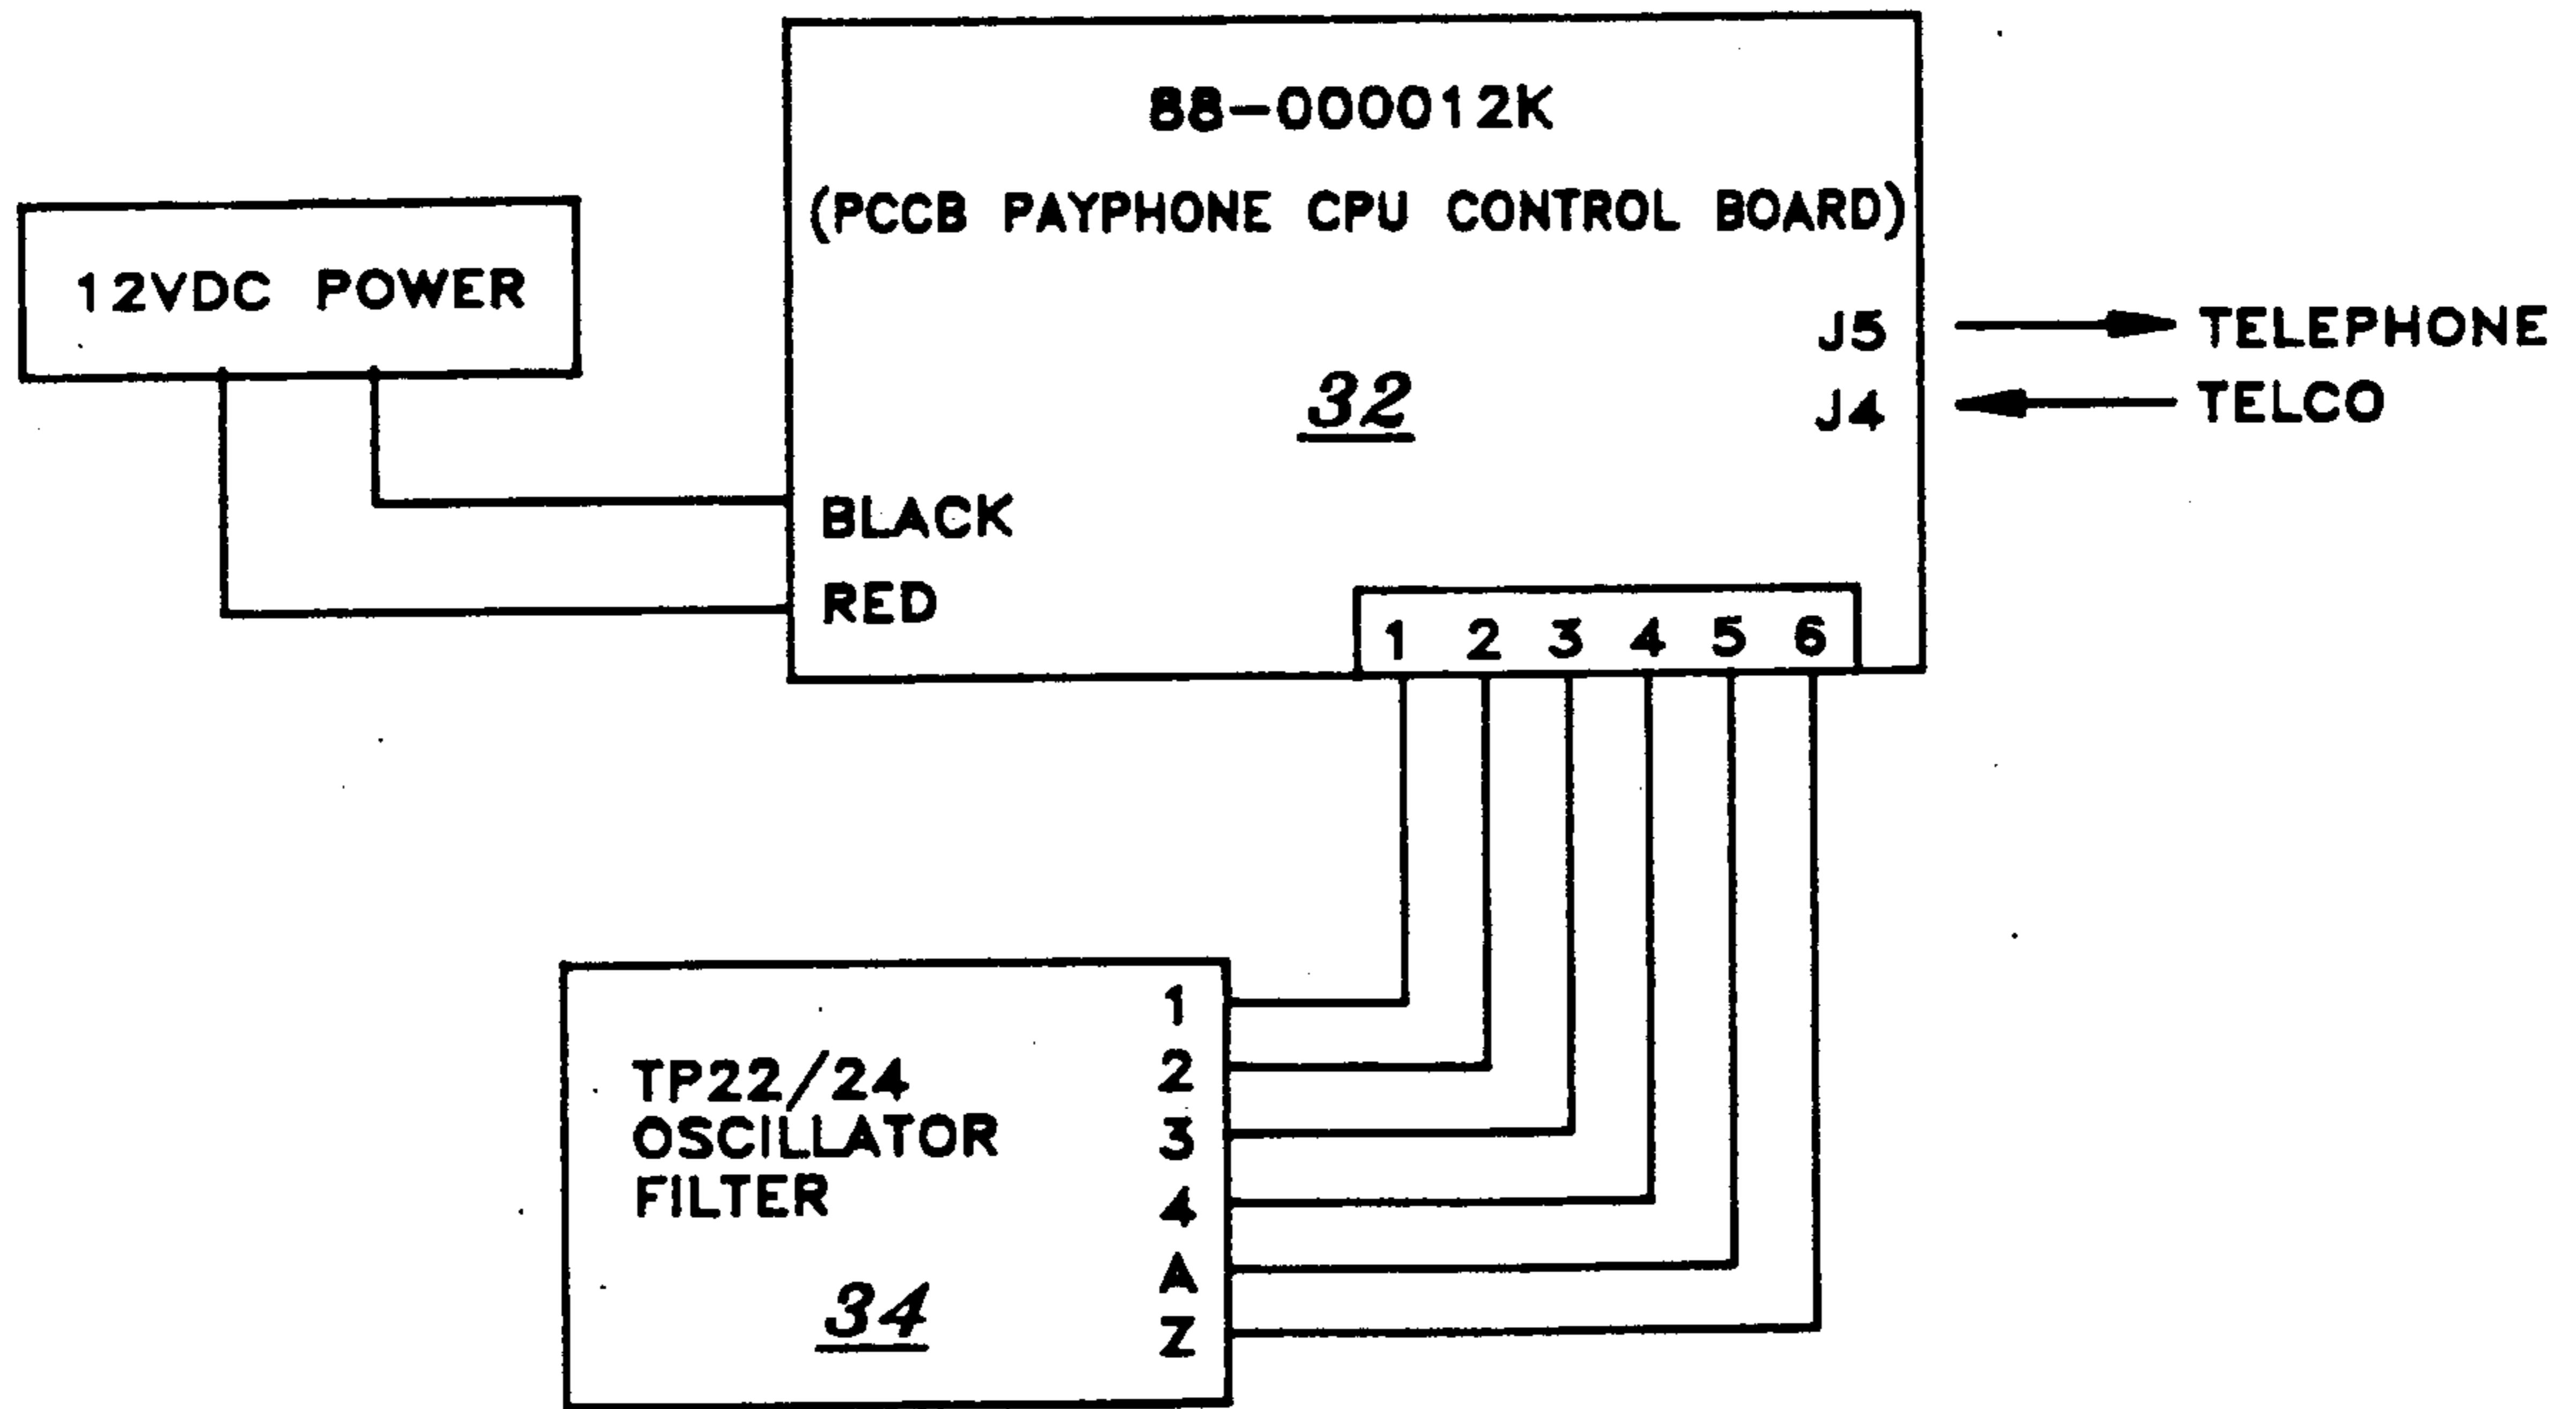 88-000012K
(PCCB PAYPHONE CPU CONTROL BOARD)
12VDC POWER
J5
TELEPHONE
32
J4
TELCO
BLACK
RED
1 2 3 4 5 6
TP22/24
OSCILLATOR
FILTER
34
1
2
3
4
A
Z